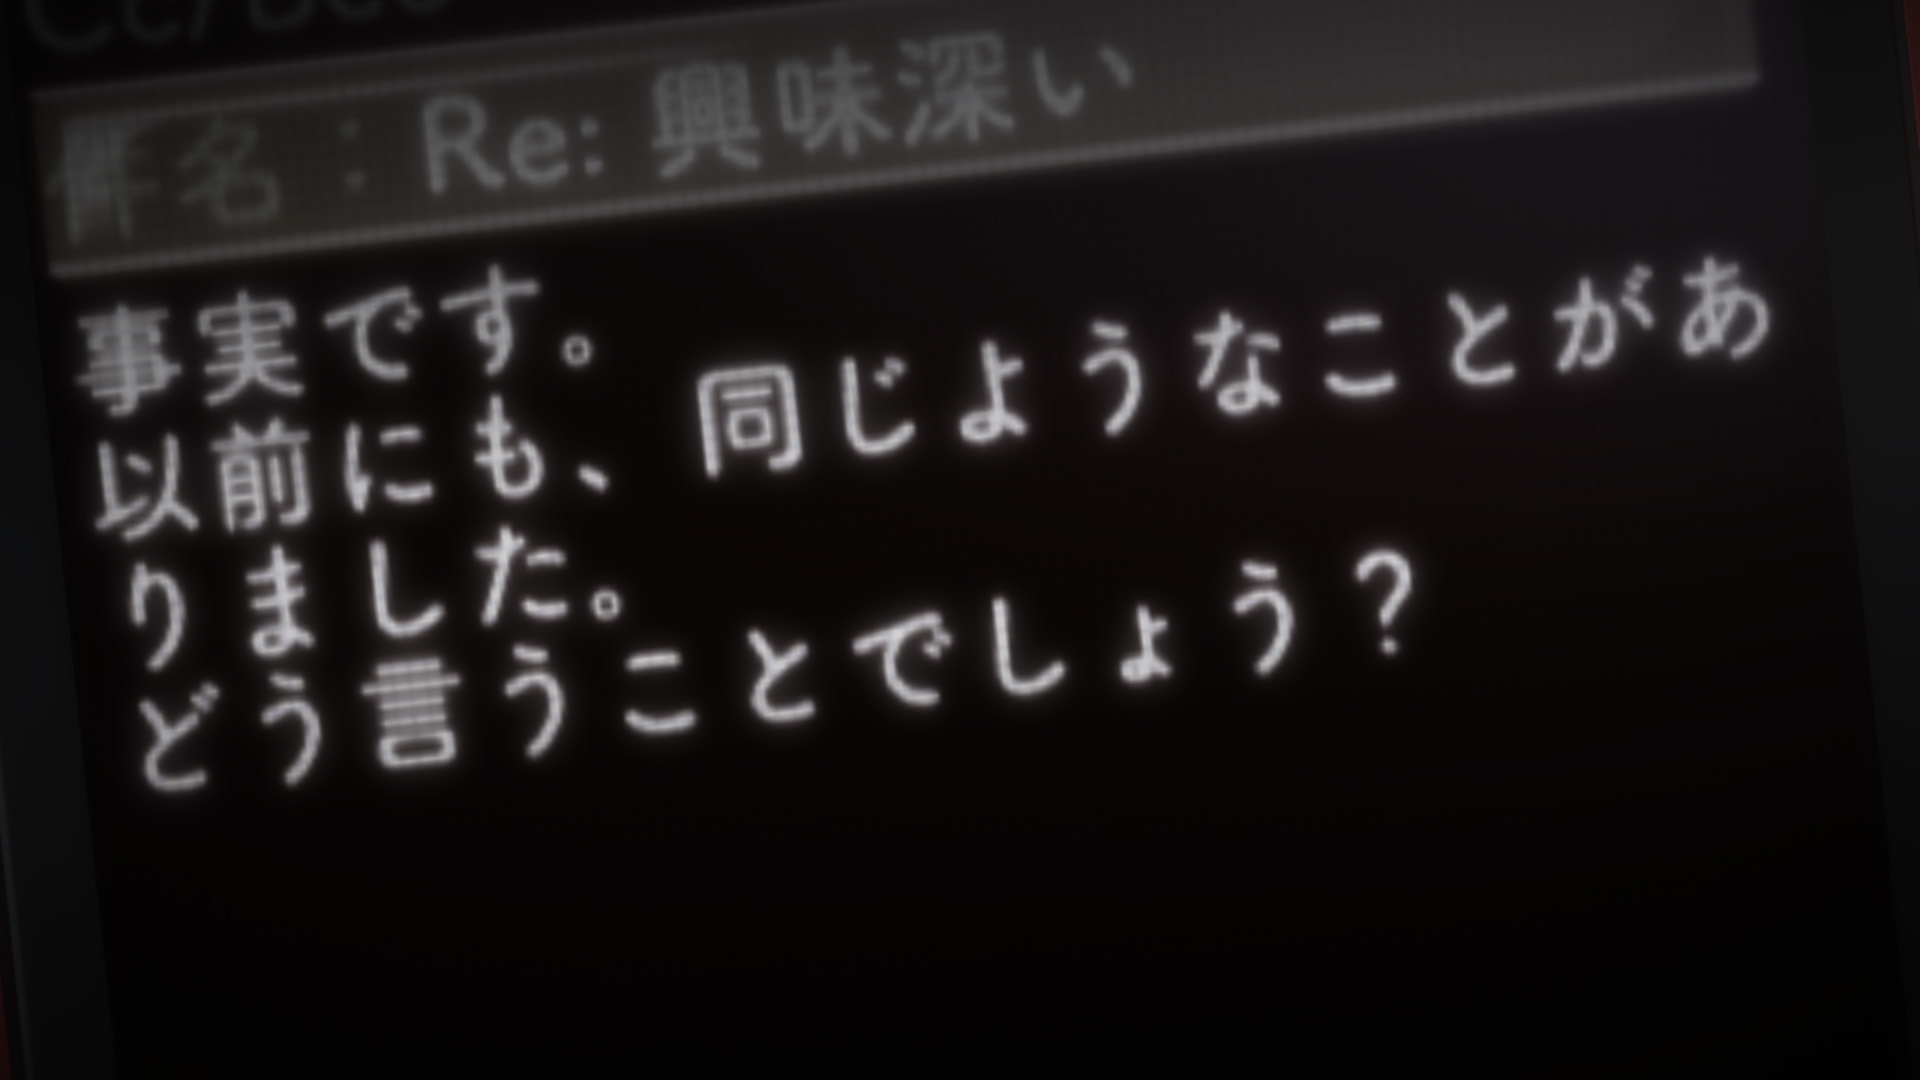 Cc/Bcc
件名：Re: 興味深い
事実です。
以前にも、同じようなことがあ
りました。
どう言うことでしょう？